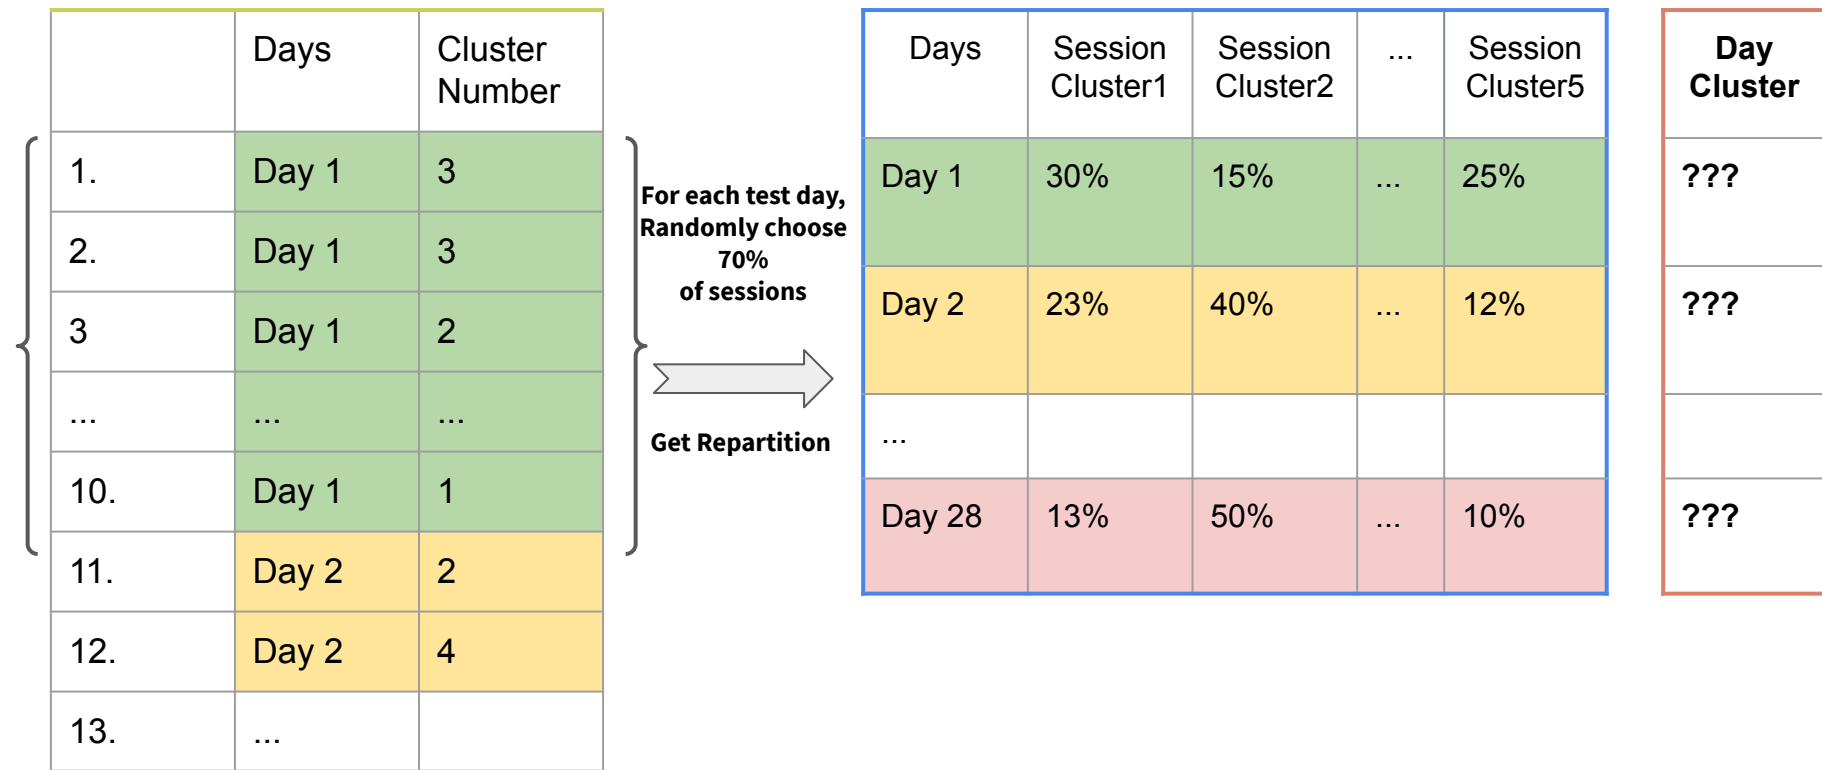 Days Cluster Number
1. Day 1 3
2. Day 1 3
3 Day 1 2
... ... ...
10. Day 1 1
11. Day 2 2
12. Day 2 4
13. ...
For each test day,
Randomly choose
70%
of sessions
Get Repartition
Days Session Cluster1 Session Cluster2 ... Session Cluster5
Day 1 30% 15% ... 25%
Day 2 23% 40% ... 12%
...
Day 28 13% 50% ... 10%
Day
Cluster
???
???
???